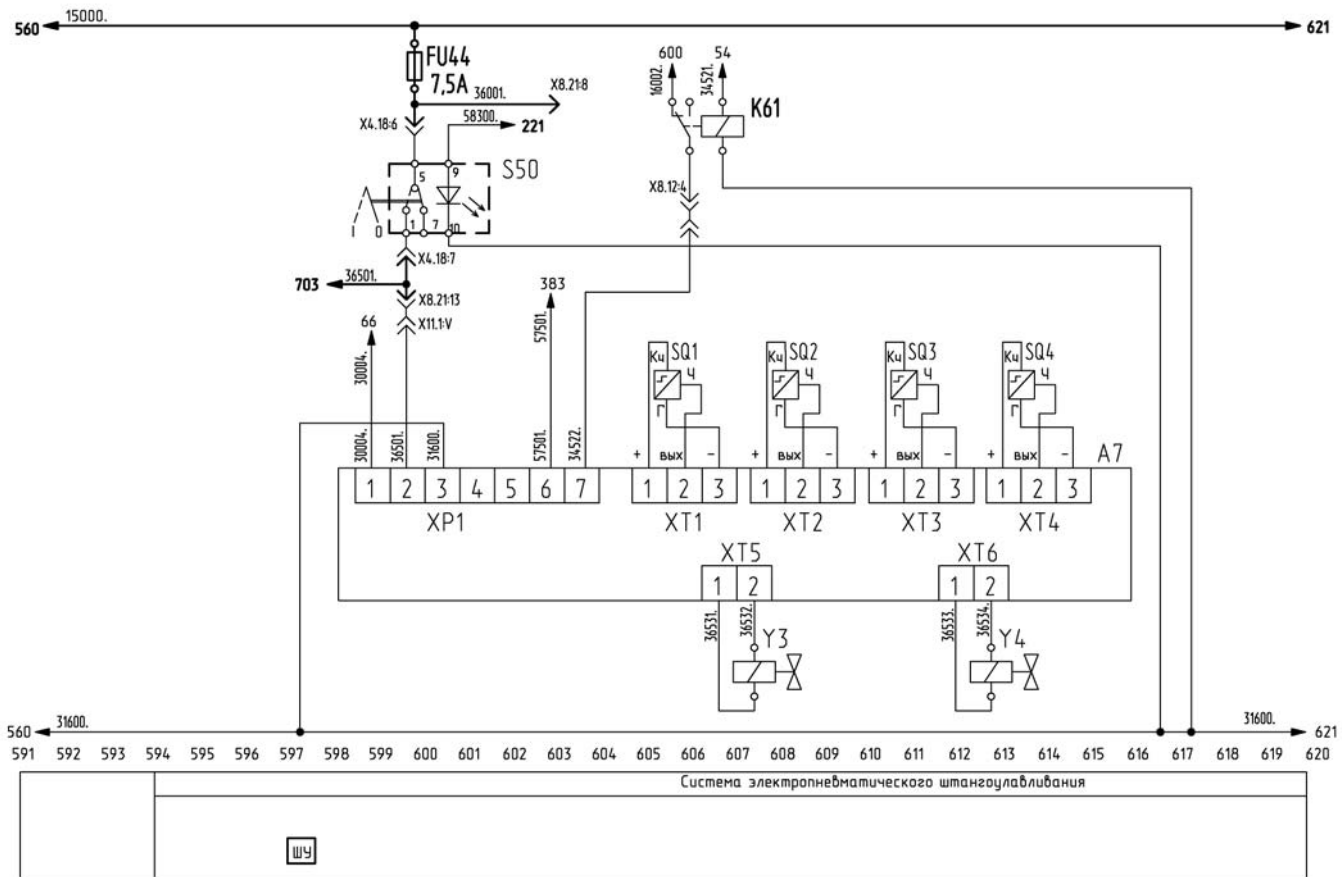 560 15000. 621
FU44
7,5А
36001. X8.21:8
X4.18:6
58300. 221
S50
5 9
1 7 10
I 0
X4.18:7
703 36501.
X8.21:13
X11.1:V
600 54
16002. 34521.
K61
X8.12:4
66
30004.
383
57501.
30004. 36501. 31600. 57501. 34522.
Кч SQ1 Ч Г
Кч SQ2 Ч Г
Кч SQ3 Ч Г
Кч SQ4 Ч Г
+ вых − + вых − + вых − + вых −
A7
1 2 3 4 5 6 7 1 2 3 1 2 3 1 2 3 1 2 3
XP1 XT1 XT2 XT3 XT4
XT5 XT6
1 2 1 2
36531. 36532. 36533. 36534.
Y3 Y4
560 31600. 31600. 621
591 592 593 594 595 596 597 598 599 600 601 602 603 604 605 606 607 608 609 610 611 612 613 614 615 616 617 618 619 620
Система электропневматического штангоулавливания
ШУ